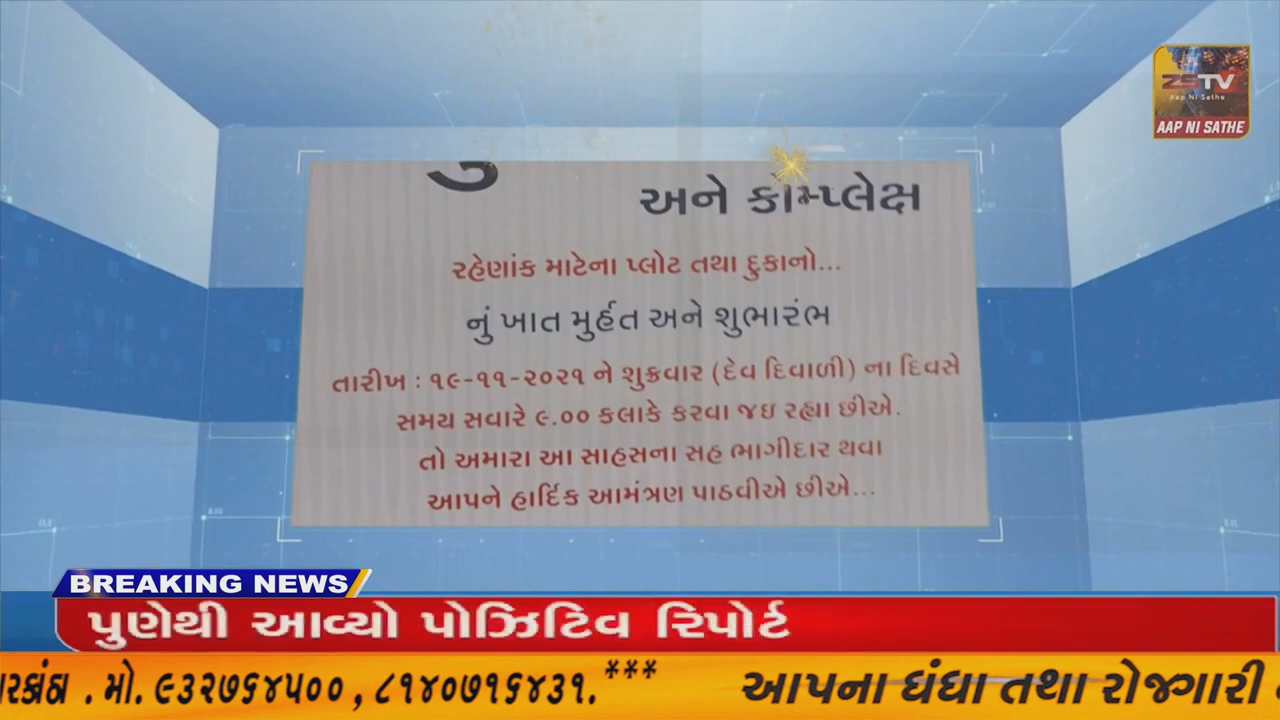 ZSTV
Aap Ni Sathe
AAP NI SATHE
અને કોમ્પ્લેક્ષ
રહેણાંક માટેના પ્લોટ તથા દુકાનો...
નું ખાત મુર્હત અને શુભારંભ
તારીખ : ૧૯-૧૧-૨૦૨૧ ને શુક્રવાર (દેવ દિવાળી) ના દિવસે
સમય સવારે ૯.૦૦ કલાકે કરવા જઇ રહ્યા છીએ.
તો અમારા આ સાહસના સહ ભાગીદાર થવા
આપને હાર્દિક આમંત્રણ પાઠવીએ છીએ...
BREAKING NEWS
પુણેથી આવ્યો પોઝિટિવ રિપોર્ટ
. મો. ૯૩૨૭૬૪૫૦૦, ૮૧૪૦૭૧૬૪૩૧.*** આપના ધંધા તથા રોજગારી